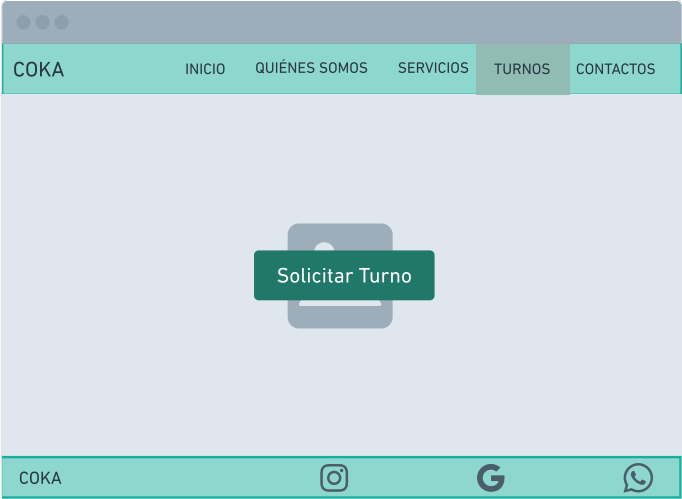 COKA
INICIO
QUIÉNES SOMOS
SERVICIOS
TURNOS
CONTACTOS
Solicitar Turno
COKA